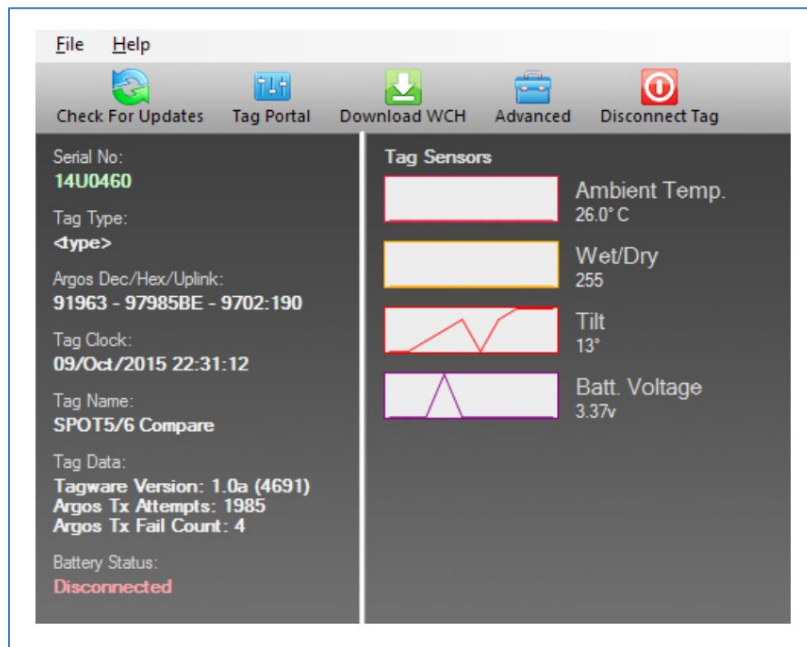 File Help
Check For Updates Tag Portal Download WCH Advanced Disconnect Tag
Serial No:
14U0460
Tag Type:
<type>
Argos Dec/Hex/Uplink:
91963 - 97985BE - 9702:190
Tag Clock:
09/Oct/2015 22:31:12
Tag Name:
SPOT5/6 Compare
Tag Data:
Tagware Version: 1.0a (4691)
Argos Tx Attempts: 1985
Argos Tx Fail Count: 4
Battery Status:
Disconnected
Tag Sensors
Ambient Temp.
26.0° C
Wet/Dry
255
Tilt
13°
Batt. Voltage
3.37v